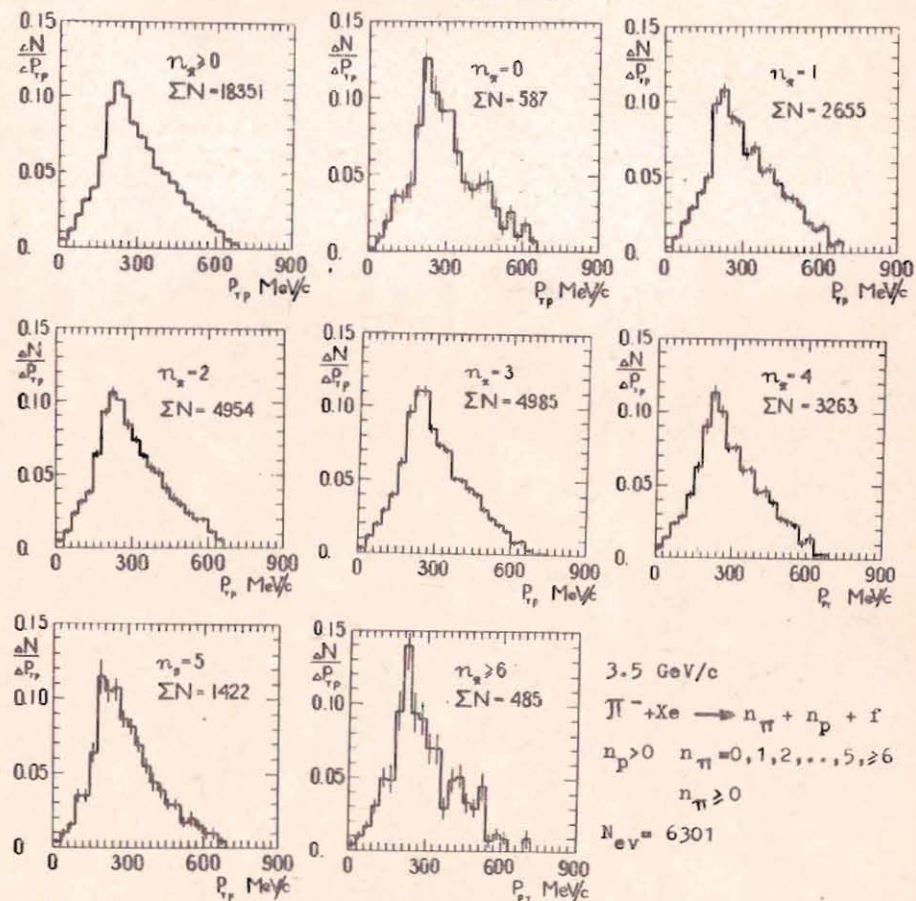 0.15
0.10
0.05
0.
ΔN
ΔP_Tp
n_π≥0
ΣN=18351
0 300 600 900
P_Tp MeV/c
0.15
0.10
0.05
0.
ΔN
ΔP_Tp
n_π=0
ΣN=587
0 300 600 900
P_Tp MeV/c
0.15
0.10
0.05
0.
ΔN
ΔP_Tp
n_π=1
ΣN=2655
0 300 600 900
P_Tp MeV/c
0.15
0.10
0.05
0.
ΔN
ΔP_Tp
n_π=2
ΣN=4954
0 300 600 900
P_Tp MeV/c
0.15
0.10
0.05
0.
ΔN
ΔP_Tp
n_π=3
ΣN=4985
0 300 600 900
P_Tp MeV/c
0.15
0.10
0.05
0.
ΔN
ΔP_Tp
n_π=4
ΣN=3263
0 300 600 900
P_PT MeV/c
0.15
0.10
0.05
0.
ΔN
ΔP_Tp
n_π=5
ΣN=1422
0 300 600 900
P_Tp MeV/c
0.15
0.10
0.05
0.
ΔN
ΔP_Tp
n_π≥6
ΣN=485
0 300 600 900
P_PT MeV/c
3.5 GeV/c
Π⁻+Xe → n_π + n_p + f
n_p>0 n_π=0,1,2,..,5,≥6
n_π≥0
N_ev= 6301